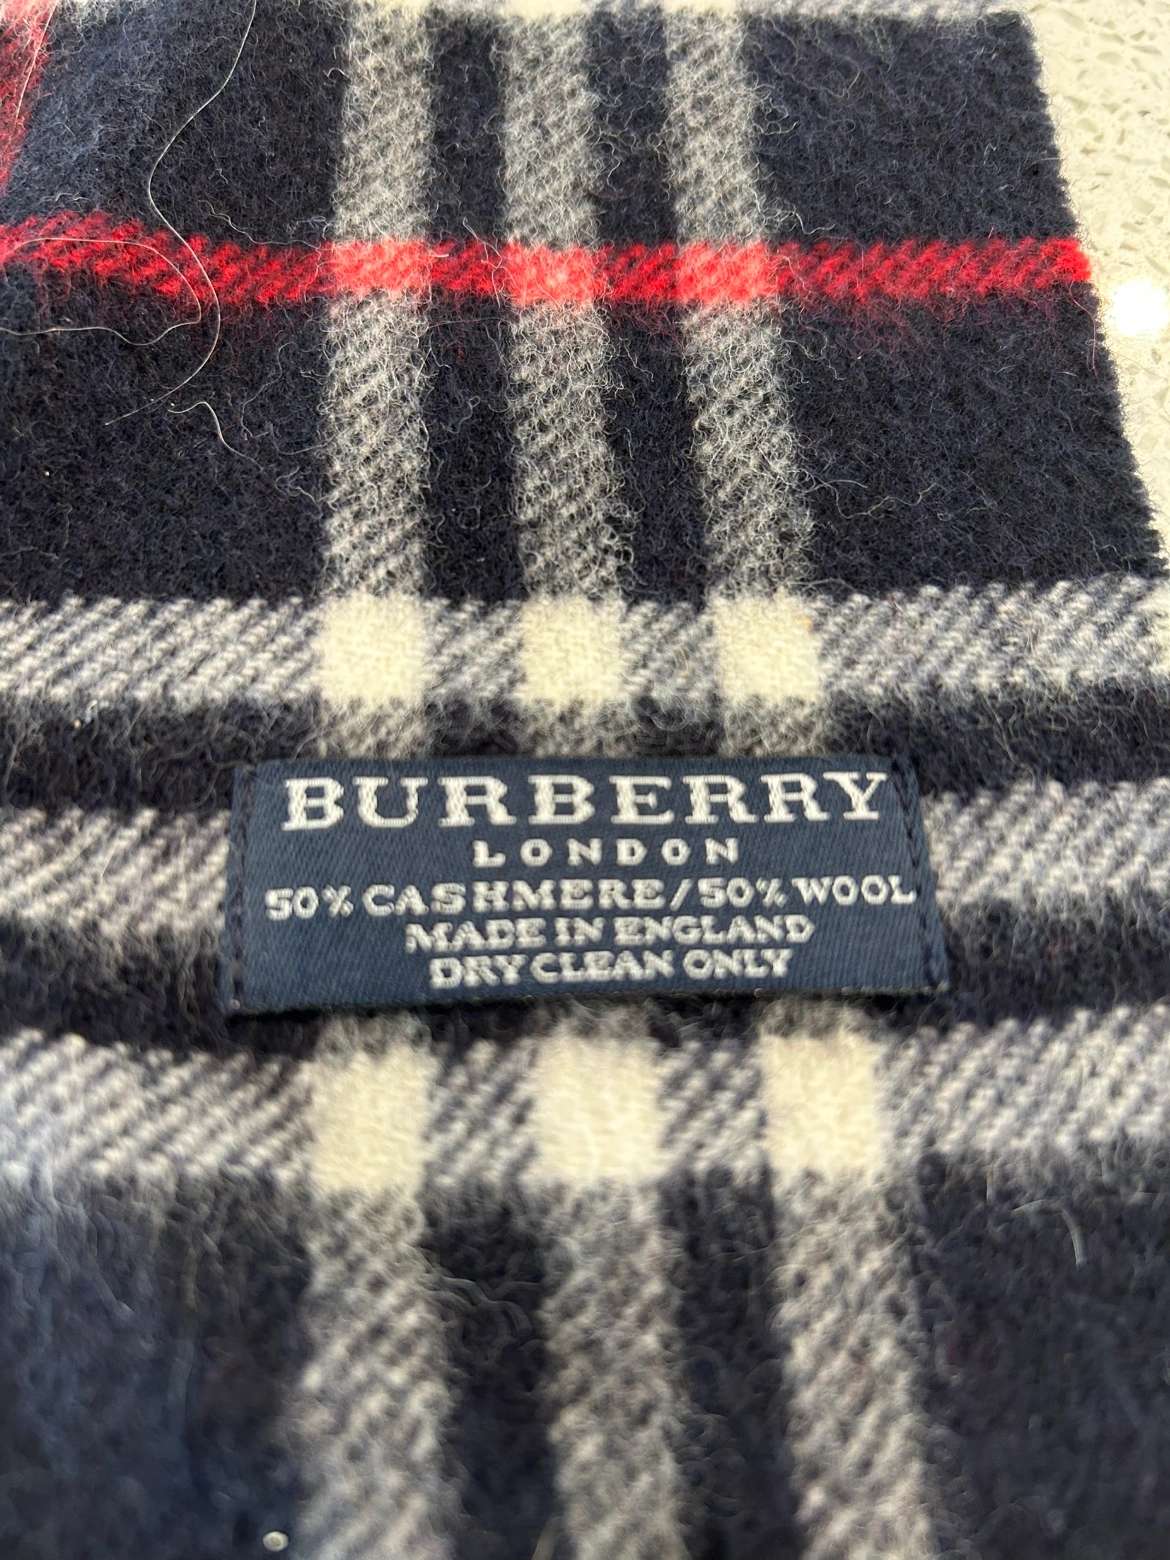 BURBERRY
LONDON
50% CASHMERE/50% WOOL
MADE IN ENGLAND
DRY CLEAN ONLY